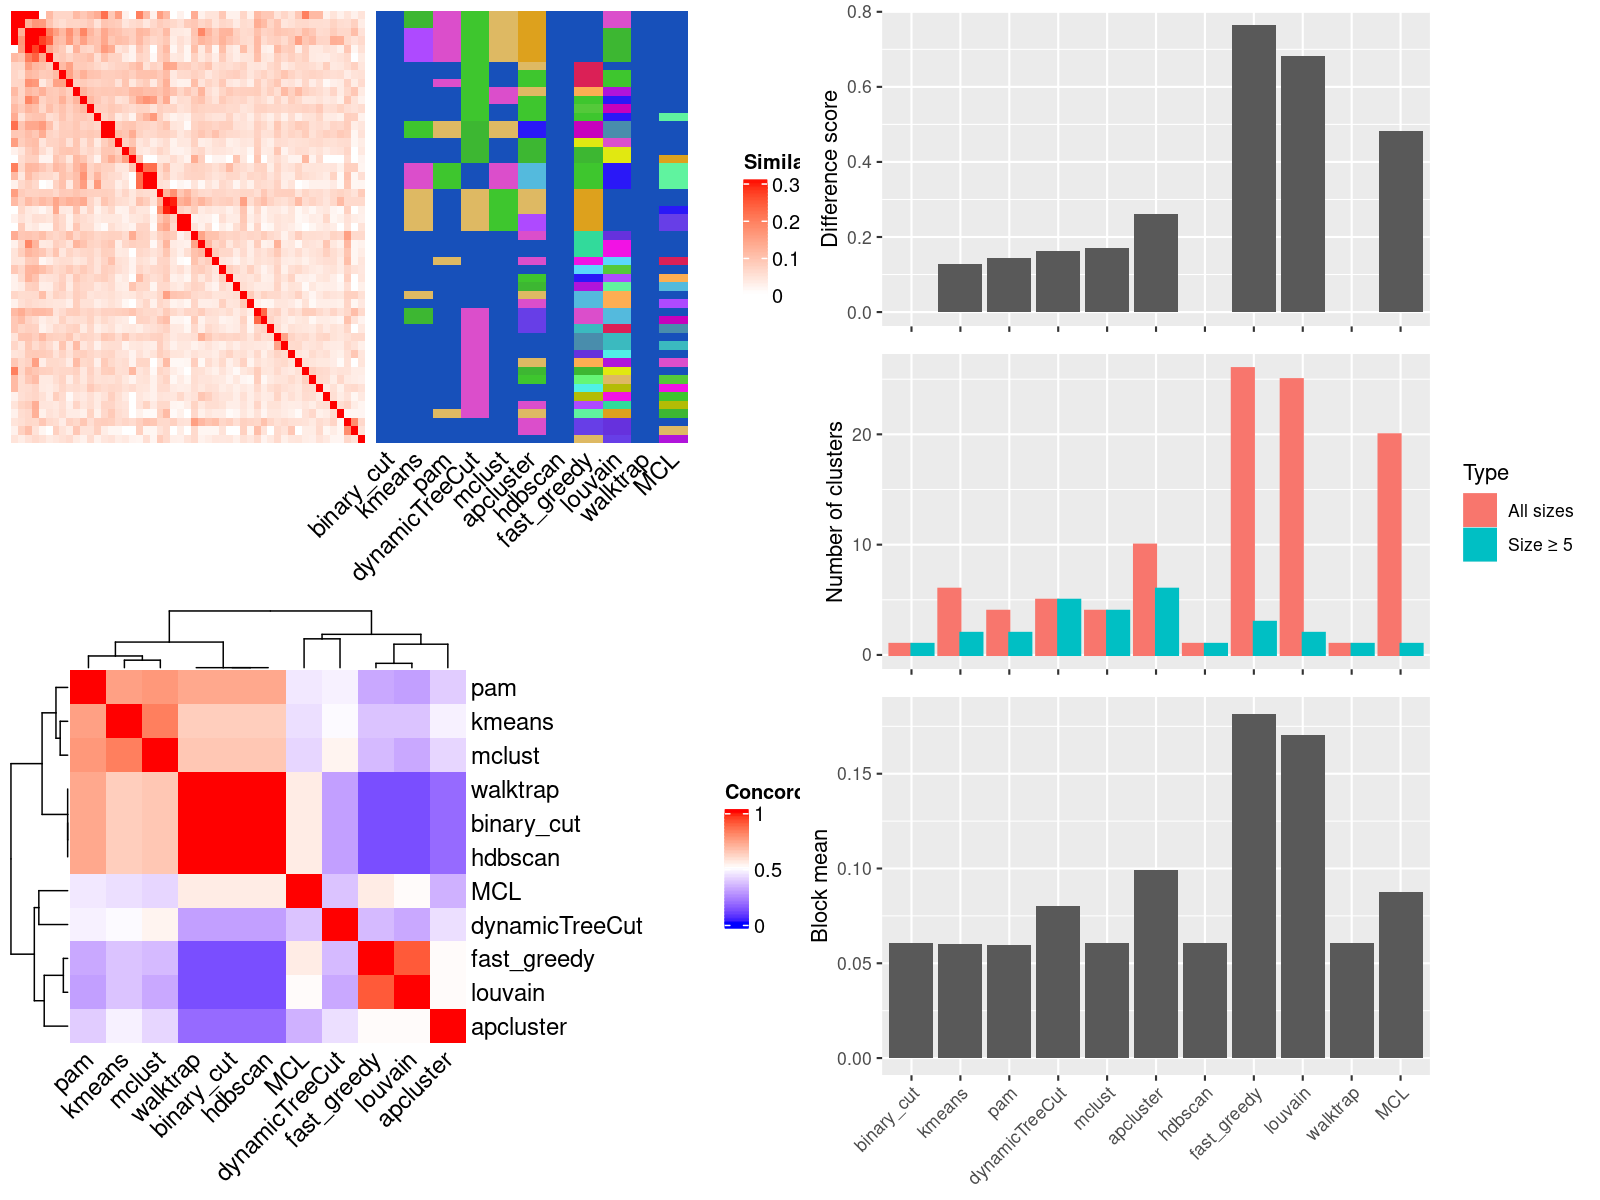 Simila
0.3
0.2
0.1
0
binary_cut
kmeans
pam
dynamicTreeCut
mclust
apcluster
hdbscan
fast_greedy
louvain
walktrap
MCL
Difference score
0.8
0.6
0.4
0.2
0.0
Number of clusters
20
10
0
Type
All sizes
Size ≥ 5
Block mean
0.15
0.10
0.05
0.00
binary_cut
kmeans
pam
dynamicTreeCut
mclust
apcluster
hdbscan
fast_greedy
louvain
walktrap
MCL
pam
kmeans
mclust
walktrap
binary_cut
hdbscan
MCL
dynamicTreeCut
fast_greedy
louvain
apcluster
Concord
1
0.5
0
pam
kmeans
mclust
walktrap
binary_cut
hdbscan
MCL
dynamicTreeCut
fast_greedy
louvain
apcluster